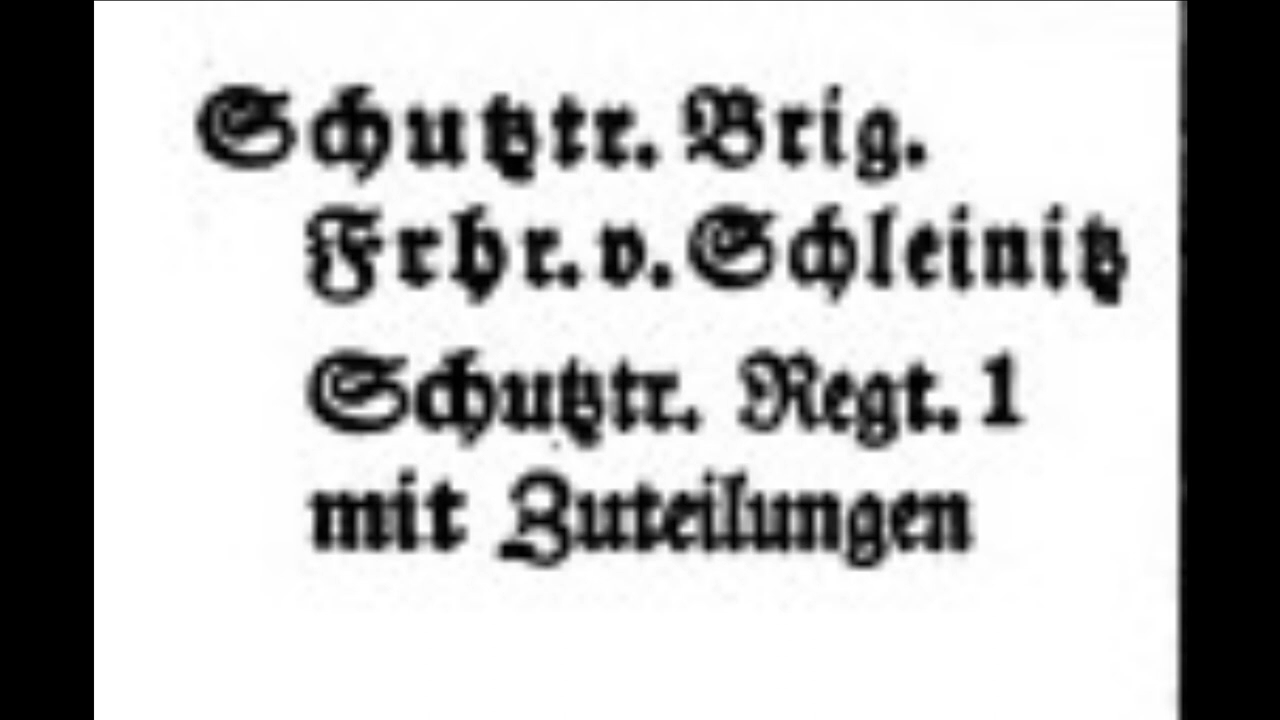 Schutztr. Brig.
Frhr. v. Schleinitz
Schutztr. Regt. 1
mit Zuteilungen